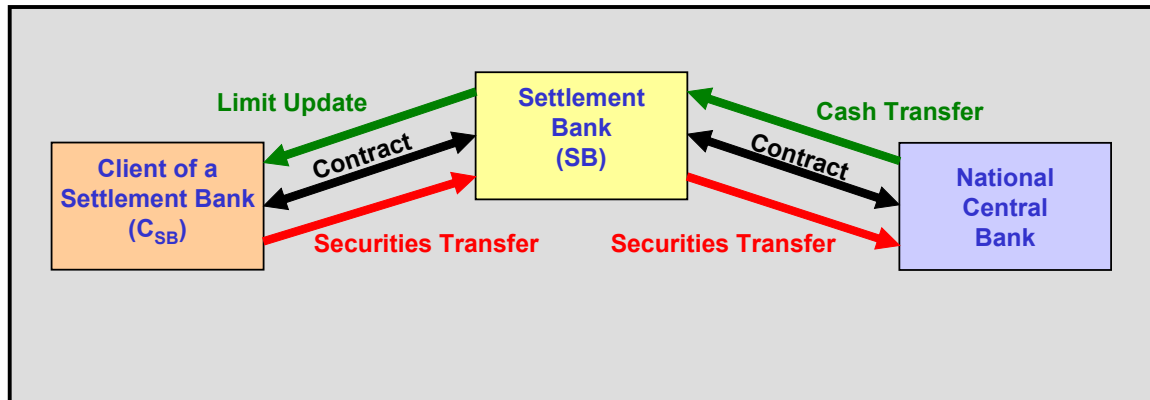 Limit Update
Contract
Securities Transfer
Client of a
Settlement Bank
(CSB)
Settlement
Bank
(SB)
Cash Transfer
Contract
Securities Transfer
National
Central
Bank